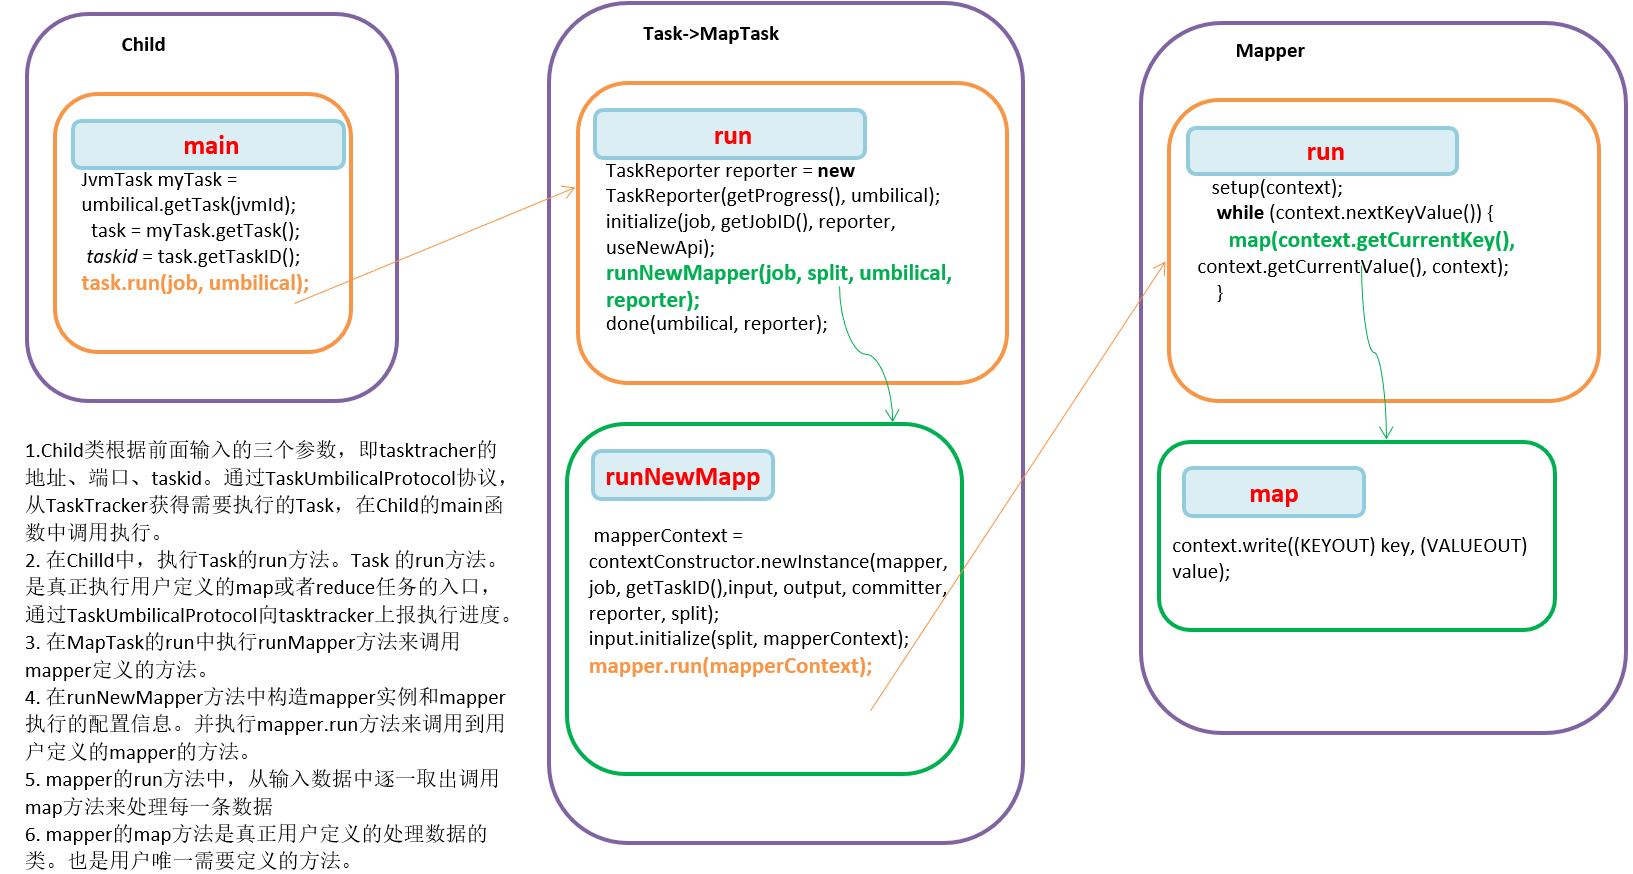 Child
main
JvmTask myTask =
umbilical.getTask(jvmId);
task = myTask.getTask();
taskid = task.getTaskID();
task.run(job, umbilical);
1.Child类根据前面输入的三个参数，即tasktracher的
地址、端口、taskid。通过TaskUmbilicalProtocol协议，
从TaskTracker获得需要执行的Task，在Child的main函
数中调用执行。
2. 在Chilld中，执行Task的run方法。Task 的run方法。
是真正执行用户定义的map或者reduce任务的入口，
通过TaskUmbilicalProtocol向tasktracker上报执行进度。
3. 在MapTask的run中执行runMapper方法来调用
mapper定义的方法。
4. 在runNewMapper方法中构造mapper实例和mapper
执行的配置信息。并执行mapper.run方法来调用到用
户定义的mapper的方法。
5. mapper的run方法中，从输入数据中逐一取出调用
map方法来处理每一条数据
6. mapper的map方法是真正用户定义的处理数据的
类。也是用户唯一需要定义的方法。
Task->MapTask
run
TaskReporter reporter = new
TaskReporter(getProgress(), umbilical);
initialize(job, getJobID(), reporter,
useNewApi);
runNewMapper(job, split, umbilical,
reporter);
done(umbilical, reporter);
runNewMapp
mapperContext =
contextConstructor.newInstance(mapper,
job, getTaskID(),input, output, committer,
reporter, split);
input.initialize(split, mapperContext);
mapper.run(mapperContext);
Mapper
run
setup(context);
while (context.nextKeyValue()) {
map(context.getCurrentKey(),
context.getCurrentValue(), context);
}
map
context.write((KEYOUT) key, (VALUEOUT)
value);